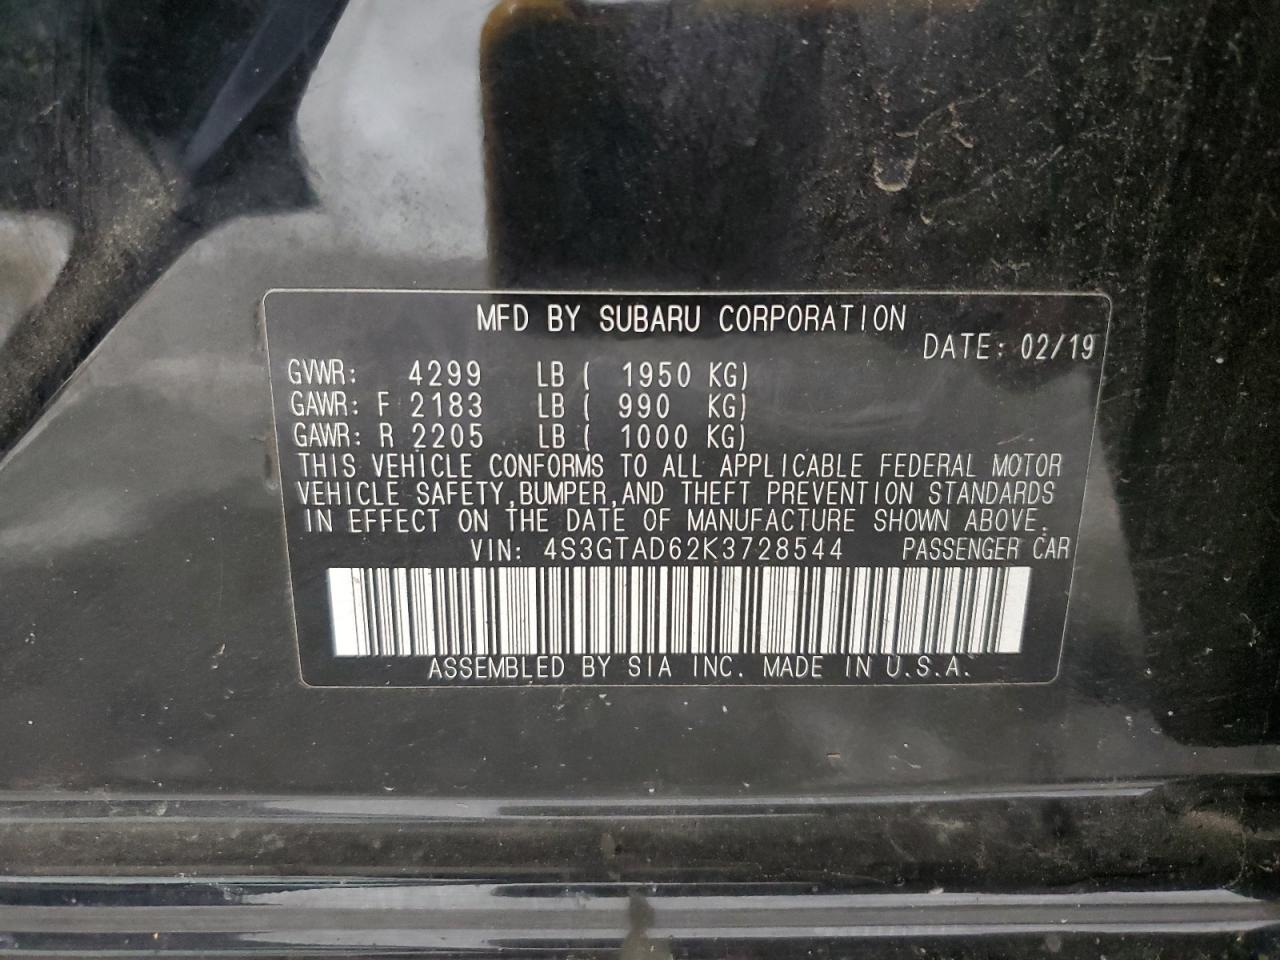 MFD BY SUBARU CORPORATION
DATE: 02/19
GVWR: 4299 LB ( 1950 KG)
GAWR: F 2183 LB ( 990 KG)
GAWR: R 2205 LB ( 1000 KG)
THIS VEHICLE CONFORMS TO ALL APPLICABLE FEDERAL MOTOR
VEHICLE SAFETY,BUMPER,AND THEFT PREVENTION STANDARDS
IN EFFECT ON THE DATE OF MANUFACTURE SHOWN ABOVE.
VIN: 4S3GTAD62K3728544 PASSENGER CAR
ASSEMBLED BY SIA INC. MADE IN U.S.A.